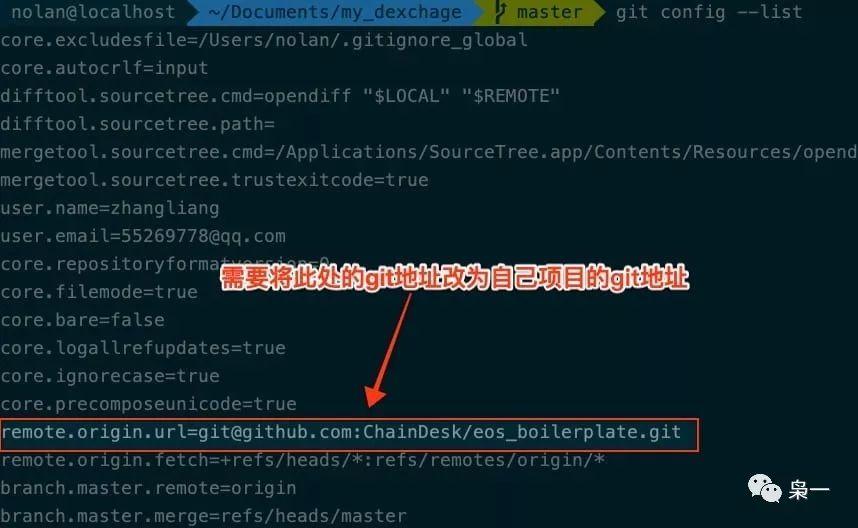 nolan@localhost ~/Documents/my_dexchage master git config --list
core.excludesfile=/Users/nolan/.gitignore_global
core.autocrlf=input
difftool.sourcetree.cmd=opendiff "$LOCAL" "$REMOTE"
difftool.sourcetree.path=
mergetool.sourcetree.cmd=/Applications/SourceTree.app/Contents/Resources/opend
mergetool.sourcetree.trustexitcode=true
user.name=zhangliang
user.email=55269778@qq.com
core.repositoryformatversion=0
需要将此处的git地址改为自己项目的git地址
core.filemode=true
core.bare=false
core.logallrefupdates=true
core.ignorecase=true
core.precomposeunicode=true
remote.origin.url=git@github.com:ChainDesk/eos_boilerplate.git
remote.origin.fetch=+refs/heads/*:refs/remotes/origin/*
branch.master.remote=origin
枭一
branch.master.merge=refs/heads/master